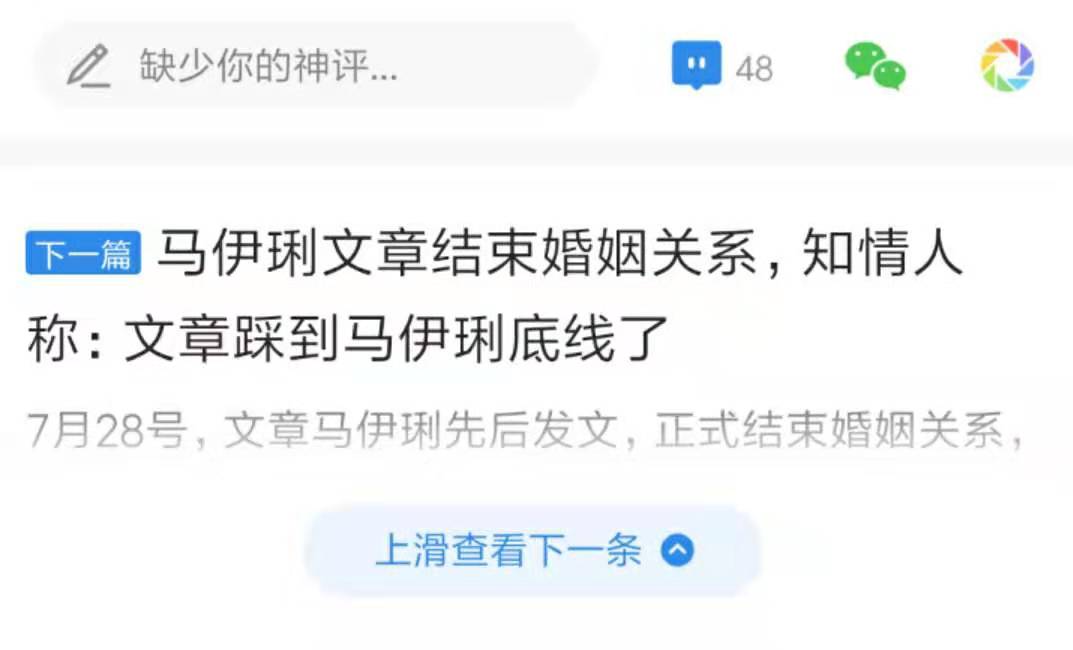 缺少你的神评... 48
下一篇 马伊琍文章结束婚姻关系，知情人
称：文章踩到马伊琍底线了
7月28号，文章马伊琍先后发文，正式结束婚姻关系，
上滑查看下一条